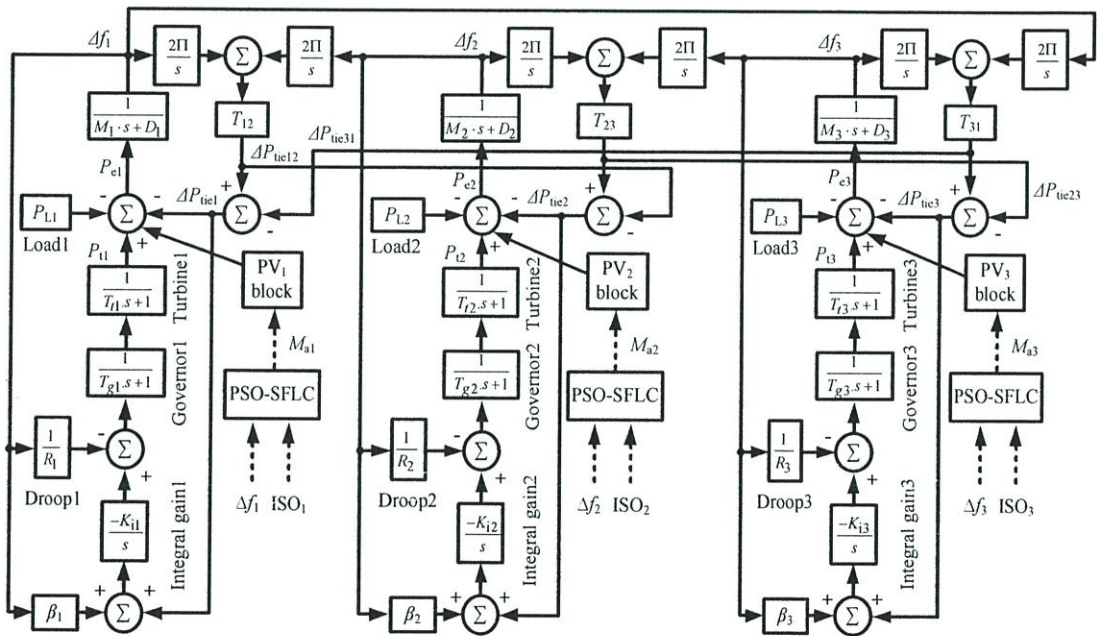 Δf1
2Π
s
Σ
2Π
s
Δf2
2Π
s
Σ
2Π
s
Δf3
2Π
s
Σ
2Π
s
1
M1·s+D1
T12
ΔPtie12
ΔPtie31
1
M2·s+D2
T23
1
M3·s+D3
T31
Pe1
Pe2
Pe3
PL1
Load1
-
-
Σ
+
ΔPtie1
+
Σ
-
PL2
Load2
-
-
Σ
+
ΔPtie2
+
Σ
-
PL3
Load3
-
-
Σ
+
ΔPtie3
+
Σ
-
ΔPtie23
Pt1
1
Tt1.s+1
Turbine1
PV1
block
Pt2
1
Tt2.s+1
Turbine2
PV2
block
Pt3
1
Tt3.s+1
Turbine3
PV3
block
1
Tg1.s+1
Governor1
Ma1
PSO-SFLC
1
Tg2.s+1
Governor2
Ma2
PSO-SFLC
1
Tg3.s+1
Governor3
Ma3
PSO-SFLC
1
R1
Droop1
-
Σ
+
Δf1
ISO1
1
R2
Droop2
-
Σ
+
Δf2
ISO2
1
R3
Droop3
-
Σ
+
Δf3
ISO3
-Ki1
s
Integral gain1
-Ki2
s
Integral gain2
-Ki3
s
Integral gain3
β1
+
Σ
+
β2
+
Σ
+
β3
+
Σ
+